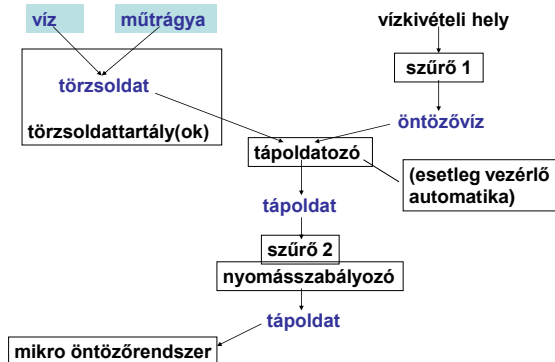 víz
műtrágya
vízkivételi hely
szűrő 1
törzsoldat
törzsoldattartály(ok)
öntözővíz
tápoldatozó
(esetleg vezérlő
automatika)
tápoldat
szűrő 2
nyomásszabályozó
tápoldat
mikro öntözőrendszer